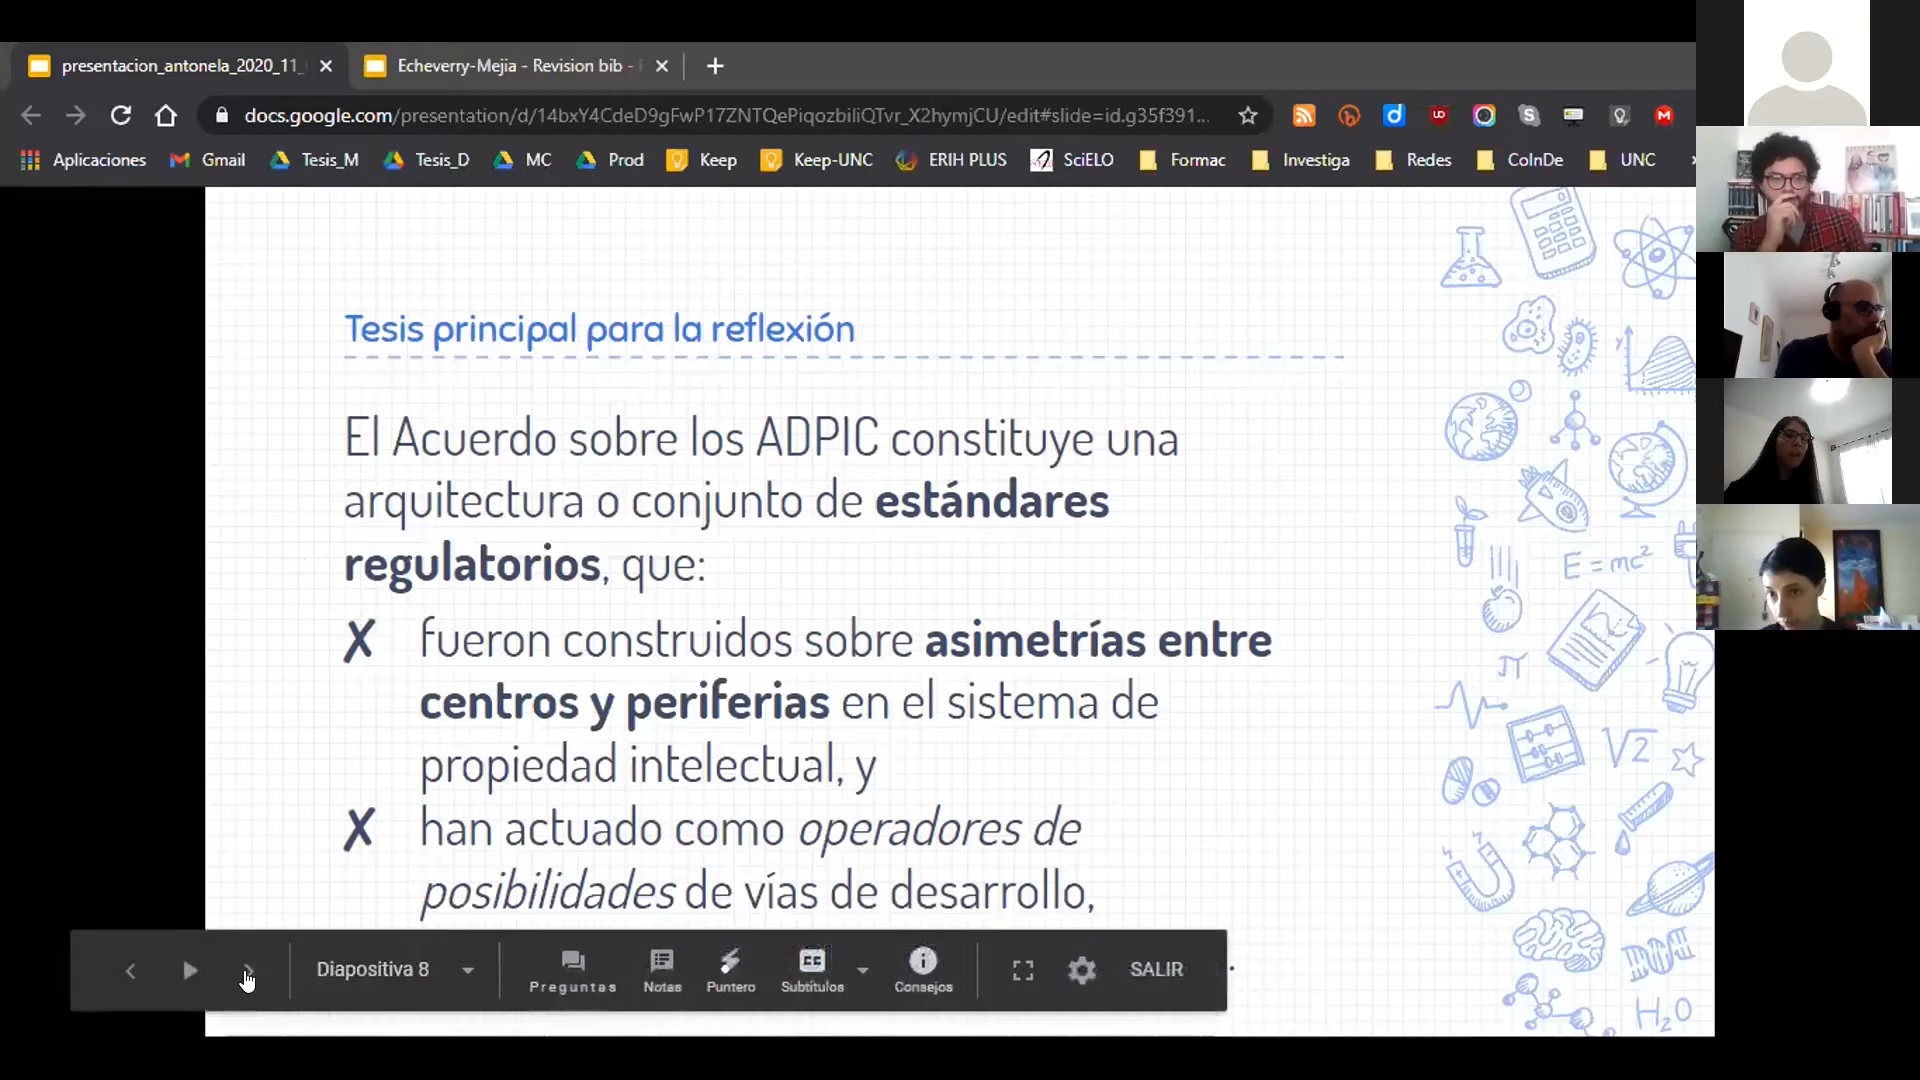 presentacion_antonela_2020_11_
Echeverry-Mejia - Revision bib -
docs.google.com/presentation/d/14bxY4CdeD9gFwP17ZNTQePiqozbiliQTvr_X2hymjCU/edit#slide=id.g35f391...
Aplicaciones Gmail Tesis_M Tesis_D MC Prod Keep Keep-UNC ERIH PLUS SciELO Formac Investiga Redes CoInDe UNC
Tesis principal para la reflexión
El Acuerdo sobre los ADPIC constituye una
arquitectura o conjunto de estándares
regulatorios, que:
✗ fueron construidos sobre asimetrías entre
centros y periferias en el sistema de
propiedad intelectual, y
✗ han actuado como operadores de
posibilidades de vías de desarrollo,
E=mc²
π
√2
H₂O
Diapositiva 8
Preguntas Notas Puntero Subtítulos Consejos
SALIR